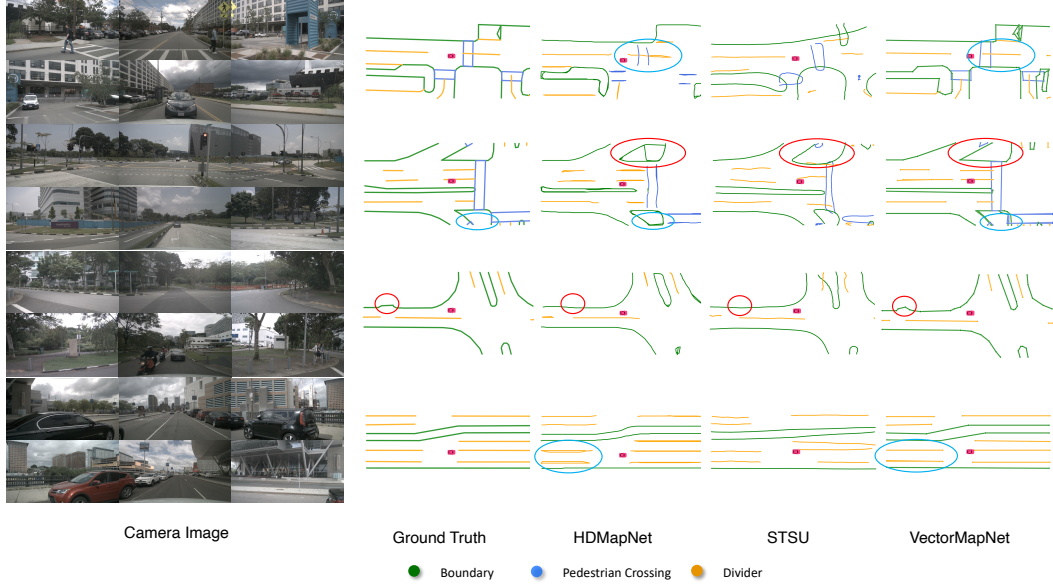 Camera Image
Ground Truth
HDMapNet
STSU
VectorMapNet
Boundary
Pedestrian Crossing
Divider